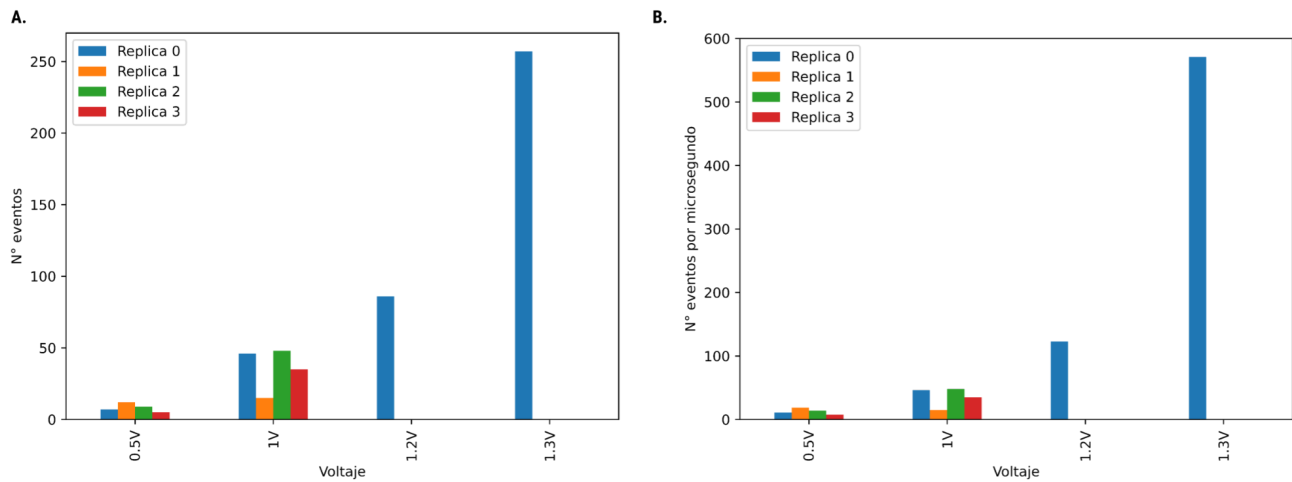 A.
Replica 0
Replica 1
Replica 2
Replica 3
N° eventos
250
200
150
100
50
0
0.5V
1V
1.2V
1.3V
Voltaje
B.
Replica 0
Replica 1
Replica 2
Replica 3
N° eventos por microsegundo
600
500
400
300
200
100
0
0.5V
1V
1.2V
1.3V
Voltaje